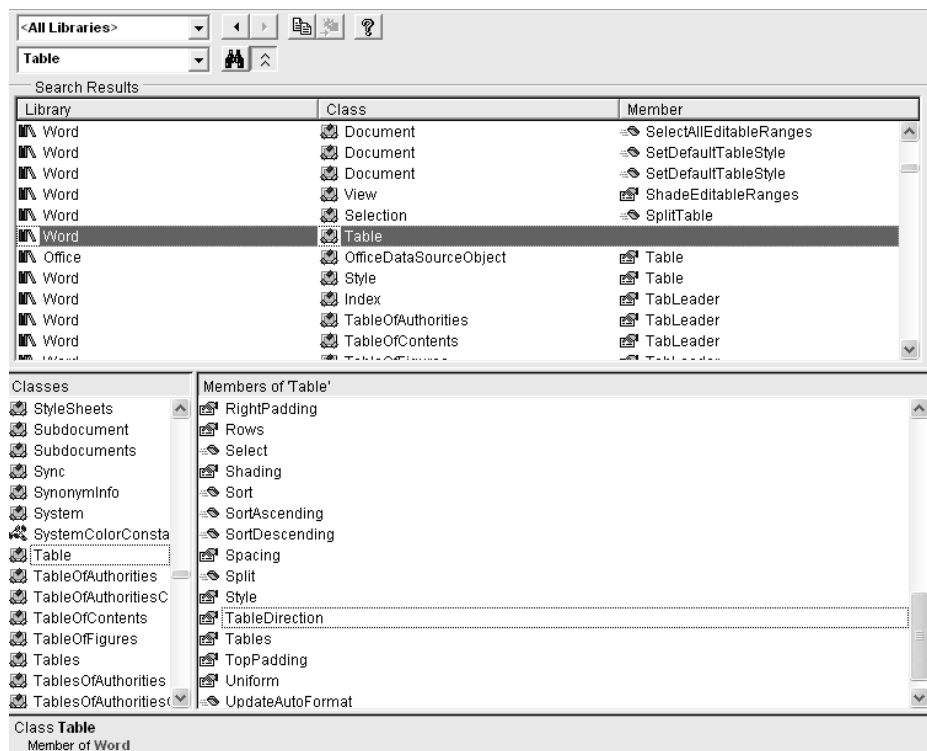 <All Libraries>
Table
Search Results
Library Class Member
Word Document SelectAllEditableRanges
Word Document SetDefaultTableStyle
Word Document SetDefaultTableStyle
Word View ShadeEditableRanges
Word Selection SplitTable
Word Table
Office OfficeDataSourceObject Table
Word Style Table
Word Index TabLeader
Word TableOfAuthorities TabLeader
Word TableOfContents TabLeader
Classes
StyleSheets
Subdocument
Subdocuments
Sync
SynonymInfo
System
SystemColorConsta
Table
TableOfAuthorities
TableOfAuthoritiesC
TableOfContents
TableOfFigures
Tables
TablesOfAuthorities
TablesOfAuthorities
Members of 'Table'
RightPadding
Rows
Select
Shading
Sort
SortAscending
SortDescending
Spacing
Split
Style
TableDirection
Tables
TopPadding
Uniform
UpdateAutoFormat
Class Table
Member of Word